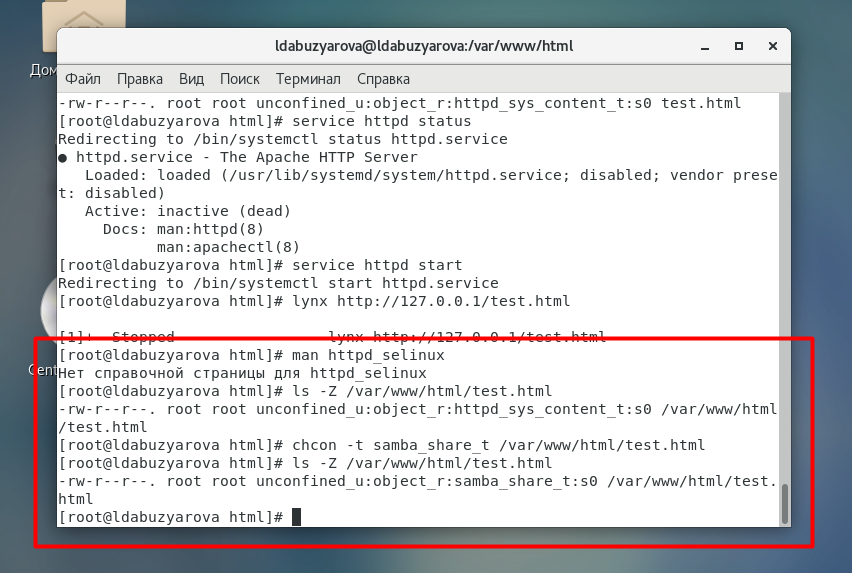 Дом
ldabuzyarova@ldabuzyarova:/var/www/html
Файл Правка Вид Поиск Терминал Справка
-rw-r--r--. root root unconfined_u:object_r:httpd_sys_content_t:s0 test.html
[root@ldabuzyarova html]# service httpd status
Redirecting to /bin/systemctl status httpd.service
● httpd.service - The Apache HTTP Server
   Loaded: loaded (/usr/lib/systemd/system/httpd.service; disabled; vendor prese
t: disabled)
   Active: inactive (dead)
     Docs: man:httpd(8)
           man:apachectl(8)
[root@ldabuzyarova html]# service httpd start
Redirecting to /bin/systemctl start httpd.service
[root@ldabuzyarova html]# lynx http://127.0.0.1/test.html
[1]+  Stopped                 lynx http://127.0.0.1/test.html
[root@ldabuzyarova html]# man httpd_selinux
Нет справочной страницы для httpd_selinux
[root@ldabuzyarova html]# ls -Z /var/www/html/test.html
-rw-r--r--. root root unconfined_u:object_r:httpd_sys_content_t:s0 /var/www/html
/test.html
[root@ldabuzyarova html]# chcon -t samba_share_t /var/www/html/test.html
[root@ldabuzyarova html]# ls -Z /var/www/html/test.html
-rw-r--r--. root root unconfined_u:object_r:samba_share_t:s0 /var/www/html/test.
html
[root@ldabuzyarova html]#
Cent